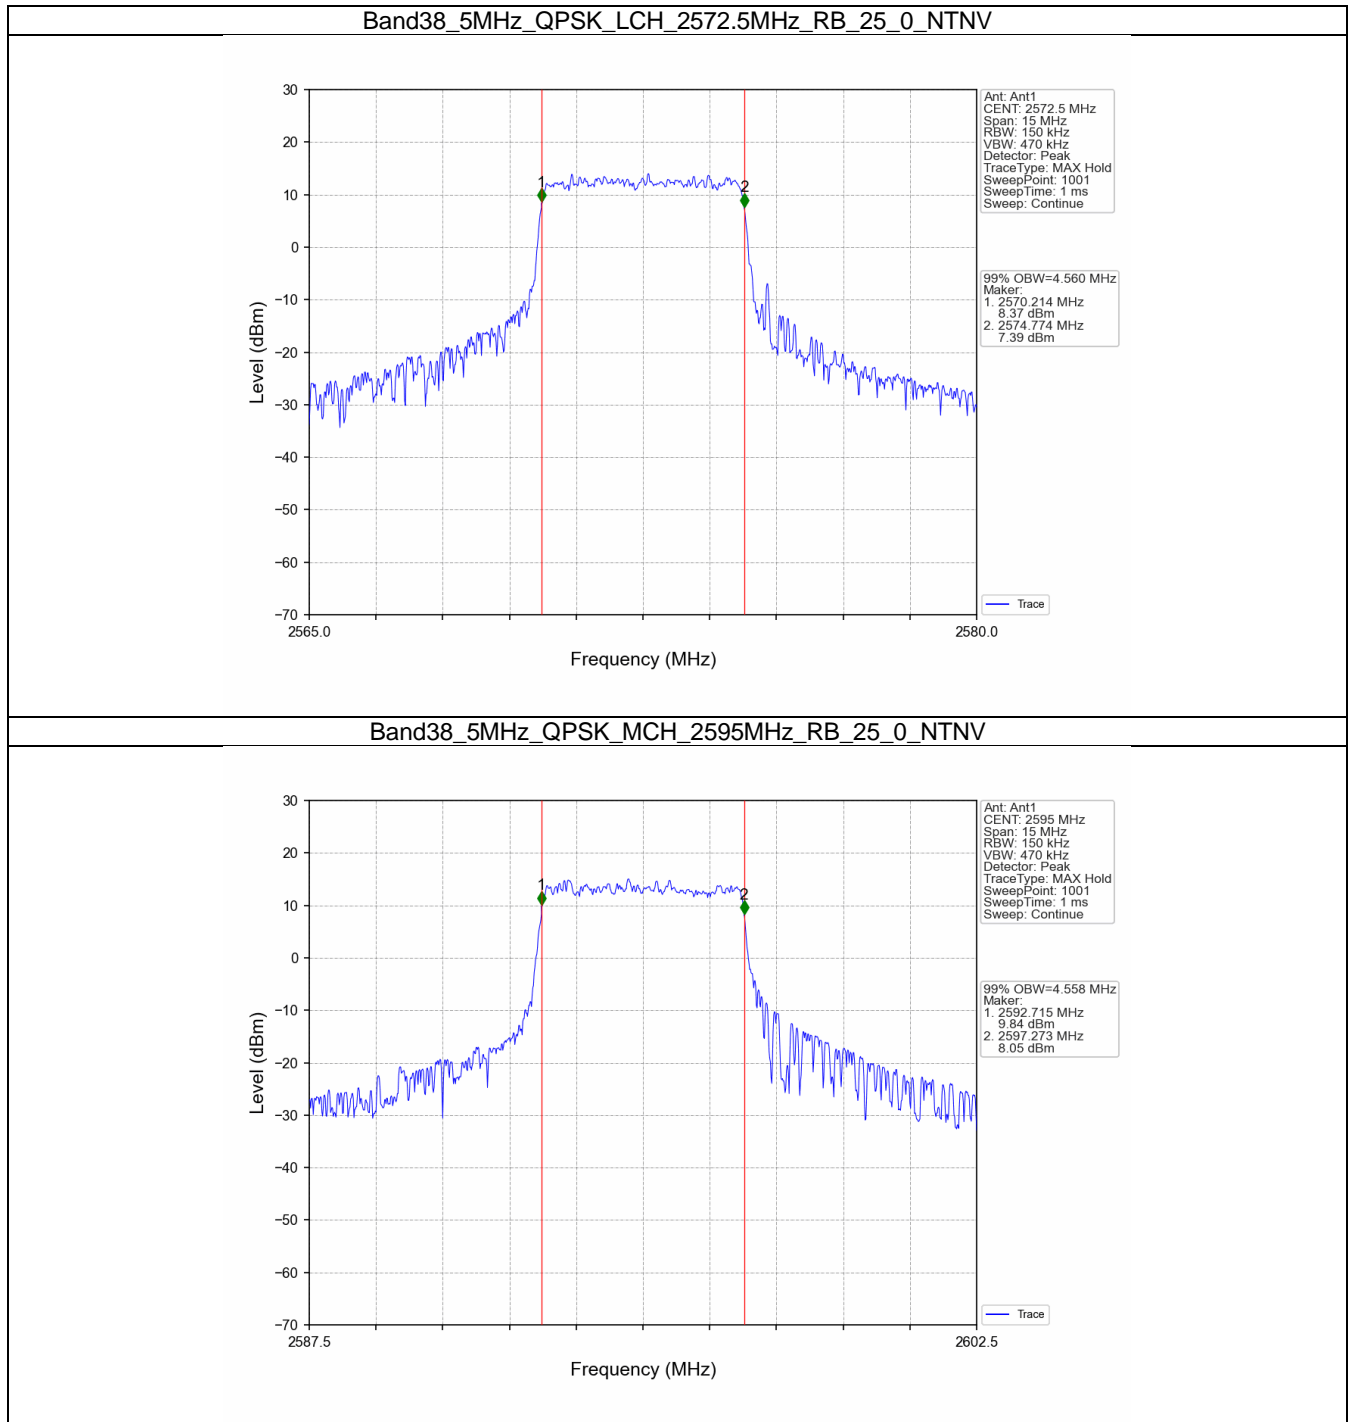 Band38_5MHz_QPSK_LCH_2572.5MHz_RB_25_0_NTNV
30
20
10
0
−10
−20
−30
−40
−50
−60
−70
Level (dBm)
1
2
2565.0
2580.0
Frequency (MHz)
Ant: Ant1
CENT: 2572.5 MHz
Span: 15 MHz
RBW: 150 kHz
VBW: 470 kHz
Detector: Peak
TraceType: MAX Hold
SweepPoint: 1001
SweepTime: 1 ms
Sweep: Continue
99% OBW=4.560 MHz
Maker:
1. 2570.214 MHz
8.37 dBm
2. 2574.774 MHz
7.39 dBm
Trace
Band38_5MHz_QPSK_MCH_2595MHz_RB_25_0_NTNV
30
20
10
0
−10
−20
−30
−40
−50
−60
−70
Level (dBm)
1
2
2587.5
2602.5
Frequency (MHz)
Ant: Ant1
CENT: 2595 MHz
Span: 15 MHz
RBW: 150 kHz
VBW: 470 kHz
Detector: Peak
TraceType: MAX Hold
SweepPoint: 1001
SweepTime: 1 ms
Sweep: Continue
99% OBW=4.558 MHz
Maker:
1. 2592.715 MHz
9.84 dBm
2. 2597.273 MHz
8.05 dBm
Trace